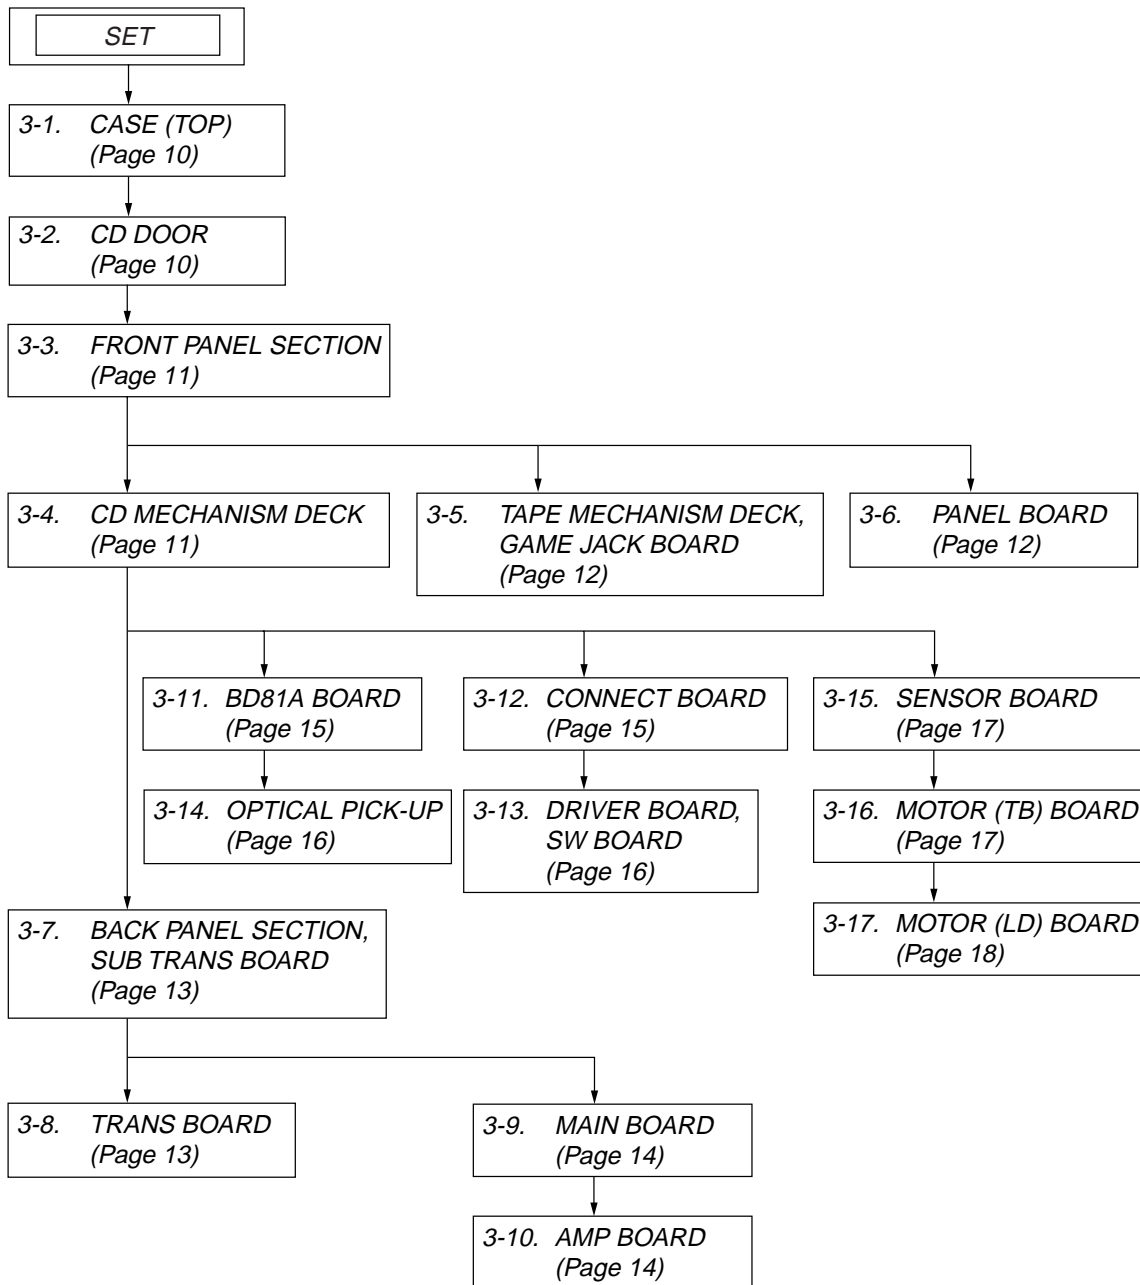 SET
3-1. CASE (TOP)
(Page 10)
3-2. CD DOOR
(Page 10)
3-3. FRONT PANEL SECTION
(Page 11)
3-4. CD MECHANISM DECK
(Page 11)
3-5. TAPE MECHANISM DECK,
GAME JACK BOARD
(Page 12)
3-6. PANEL BOARD
(Page 12)
3-11. BD81A BOARD
(Page 15)
3-12. CONNECT BOARD
(Page 15)
3-15. SENSOR BOARD
(Page 17)
3-14. OPTICAL PICK-UP
(Page 16)
3-13. DRIVER BOARD,
SW BOARD
(Page 16)
3-16. MOTOR (TB) BOARD
(Page 17)
3-7. BACK PANEL SECTION,
SUB TRANS BOARD
(Page 13)
3-17. MOTOR (LD) BOARD
(Page 18)
3-8. TRANS BOARD
(Page 13)
3-9. MAIN BOARD
(Page 14)
3-10. AMP BOARD
(Page 14)